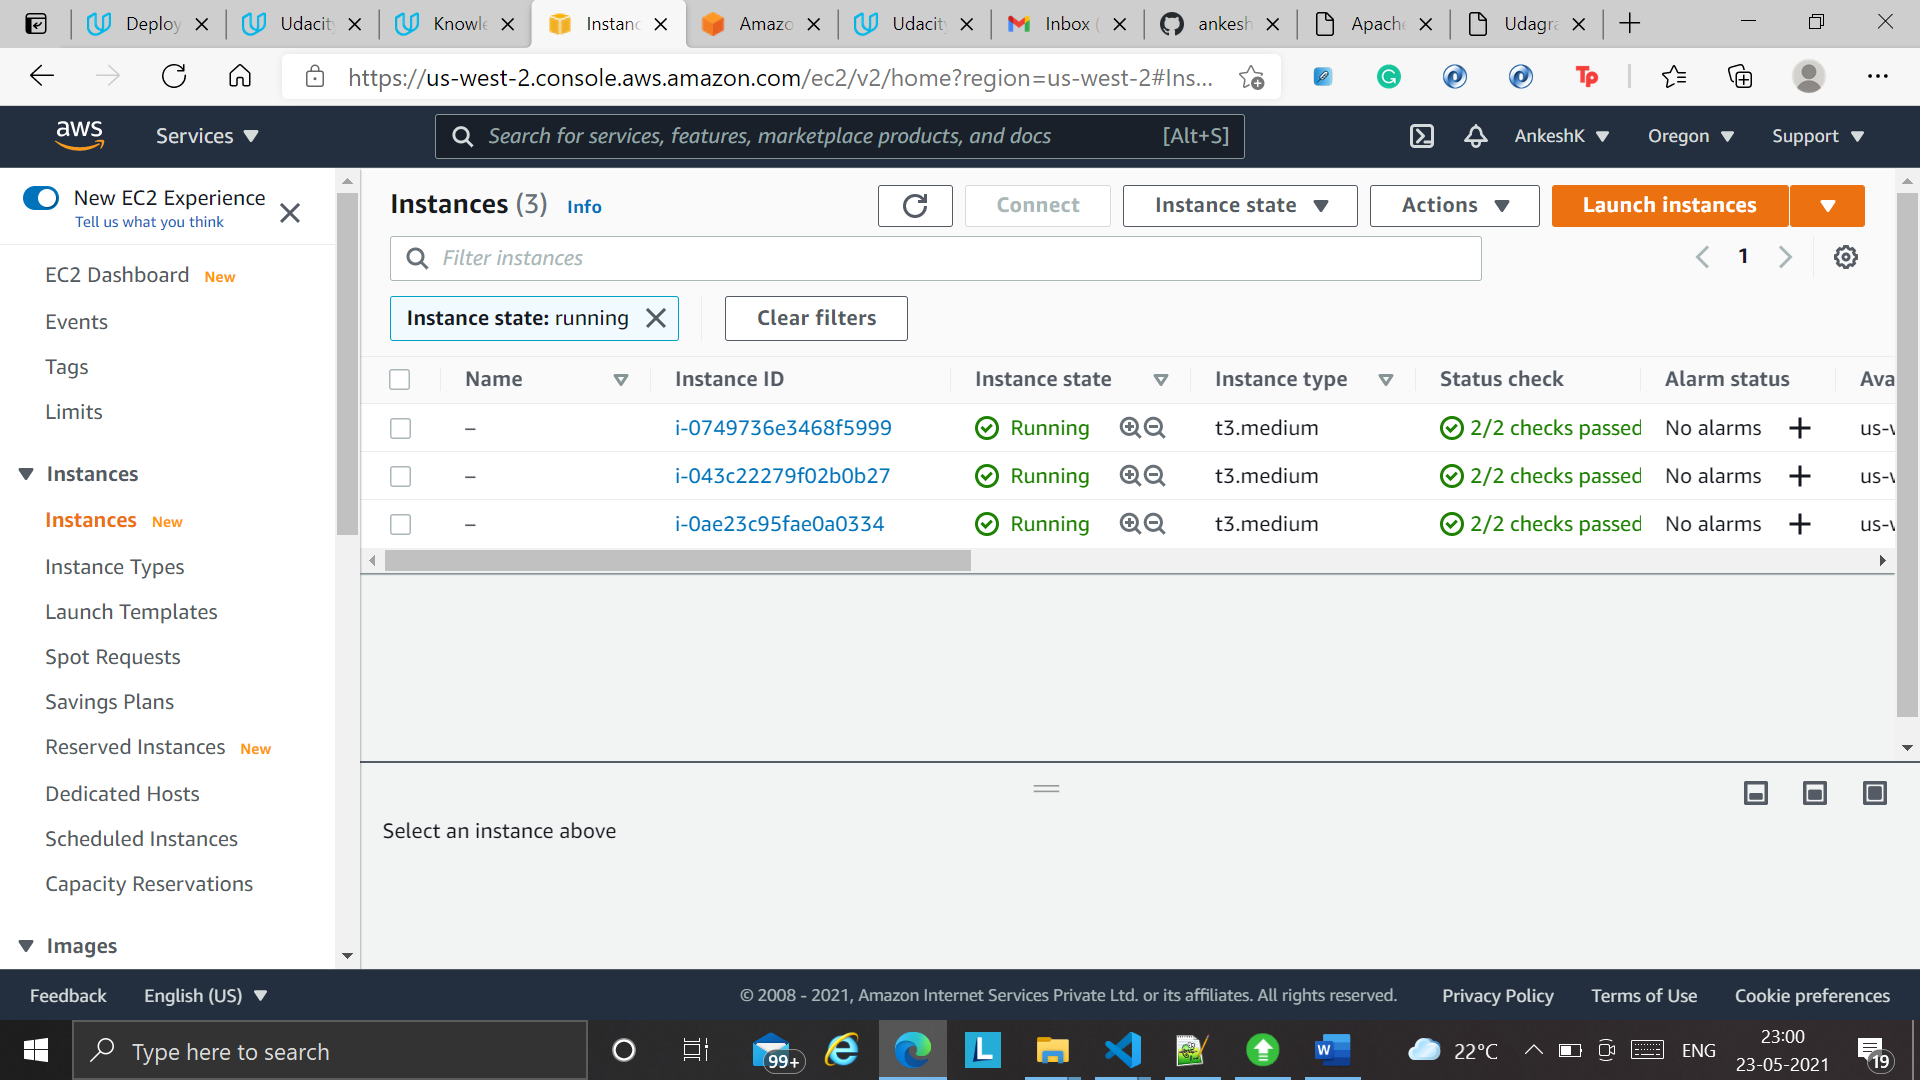 Deploy
Udacity
Knowle
Instanc
Amazo
Udacity
Inbox (
ankesh
Apache
Udagra
https://us-west-2.console.aws.amazon.com/ec2/v2/home?region=us-west-2#Ins...
aws
Services
Search for services, features, marketplace products, and docs [Alt+S]
AnkeshK
Oregon
Support
New EC2 Experience
Tell us what you think
EC2 Dashboard New
Events
Tags
Limits
Instances
Instances New
Instance Types
Launch Templates
Spot Requests
Savings Plans
Reserved Instances New
Dedicated Hosts
Scheduled Instances
Capacity Reservations
Images
Instances (3) Info
Connect
Instance state
Actions
Launch instances
Filter instances
1
Instance state: running
Clear filters
Name Instance ID Instance state Instance type Status check Alarm status Ava
– i-0749736e3468f5999 Running t3.medium 2/2 checks passed No alarms + us-w
– i-043c22279f02b0b27 Running t3.medium 2/2 checks passed No alarms + us-w
– i-0ae23c95fae0a0334 Running t3.medium 2/2 checks passed No alarms + us-w
Select an instance above
Feedback
English (US)
© 2008 - 2021, Amazon Internet Services Private Ltd. or its affiliates. All rights reserved.
Privacy Policy
Terms of Use
Cookie preferences
Type here to search
99+
L
W
22°C
ENG
23:00
23-05-2021
19